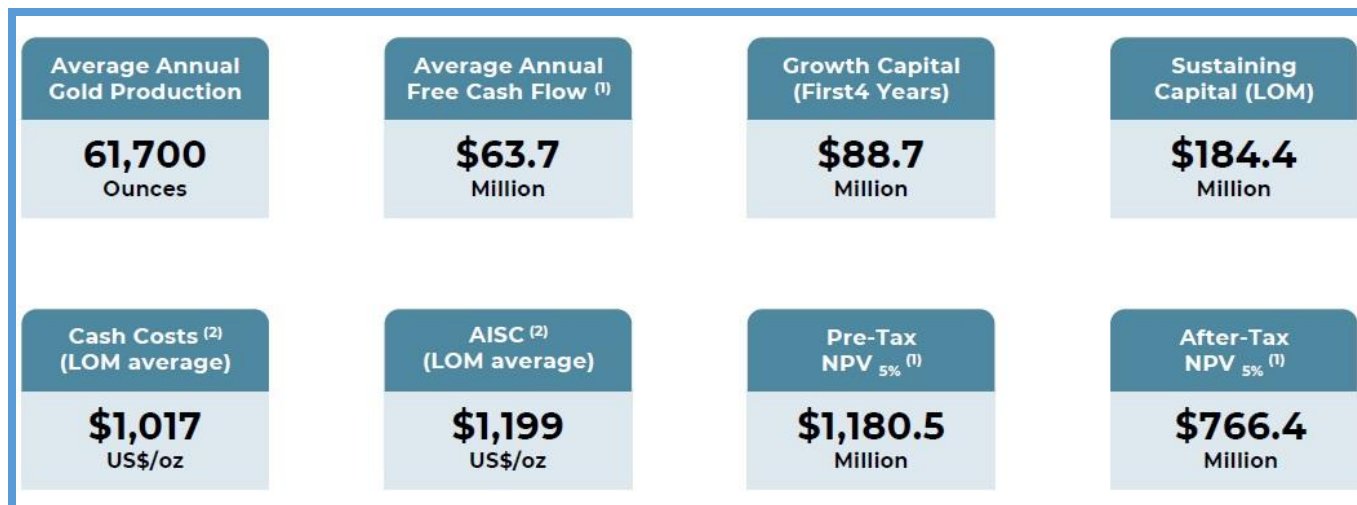 Average Annual
Gold Production
61,700
Ounces
Average Annual
Free Cash Flow (1)
$63.7
Million
Growth Capital
(First4 Years)
$88.7
Million
Sustaining
Capital (LOM)
$184.4
Million
Cash Costs (2)
(LOM average)
$1,017
US$/oz
AISC (2)
(LOM average)
$1,199
US$/oz
Pre-Tax
NPV 5% (1)
$1,180.5
Million
After-Tax
NPV 5% (1)
$766.4
Million